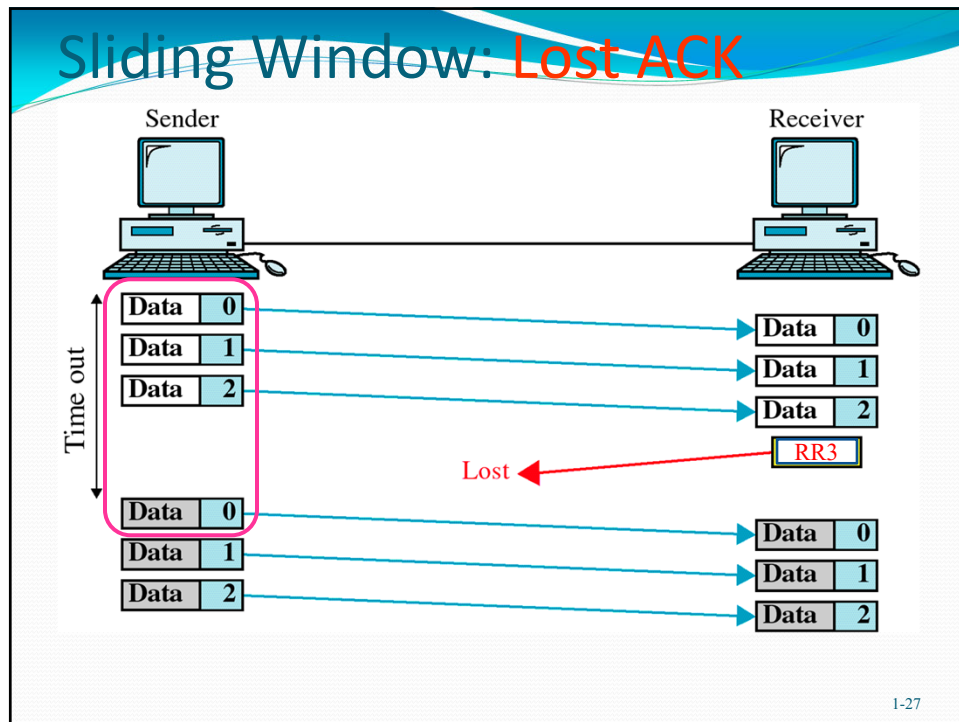 Sliding Window: Lost ACK
Sender Receiver
Time out
Data 0
Data 1
Data 2
Data 0
Data 1
Data 2
RR3
Lost
Data 0
Data 1
Data 2
Data 0
Data 1
Data 2
1-27